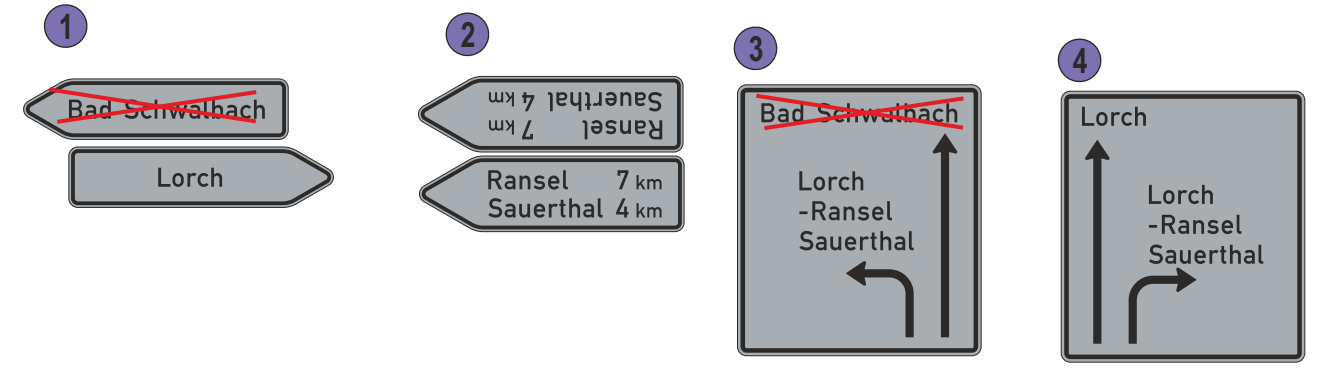 1
Bad Schwalbach
Lorch
2
Sauerthal 4 km
Ransel 7 km
Ransel 7 km
Sauerthal 4 km
3
Bad Schwalbach
Lorch
-Ransel
Sauerthal
4
Lorch
Lorch
-Ransel
Sauerthal